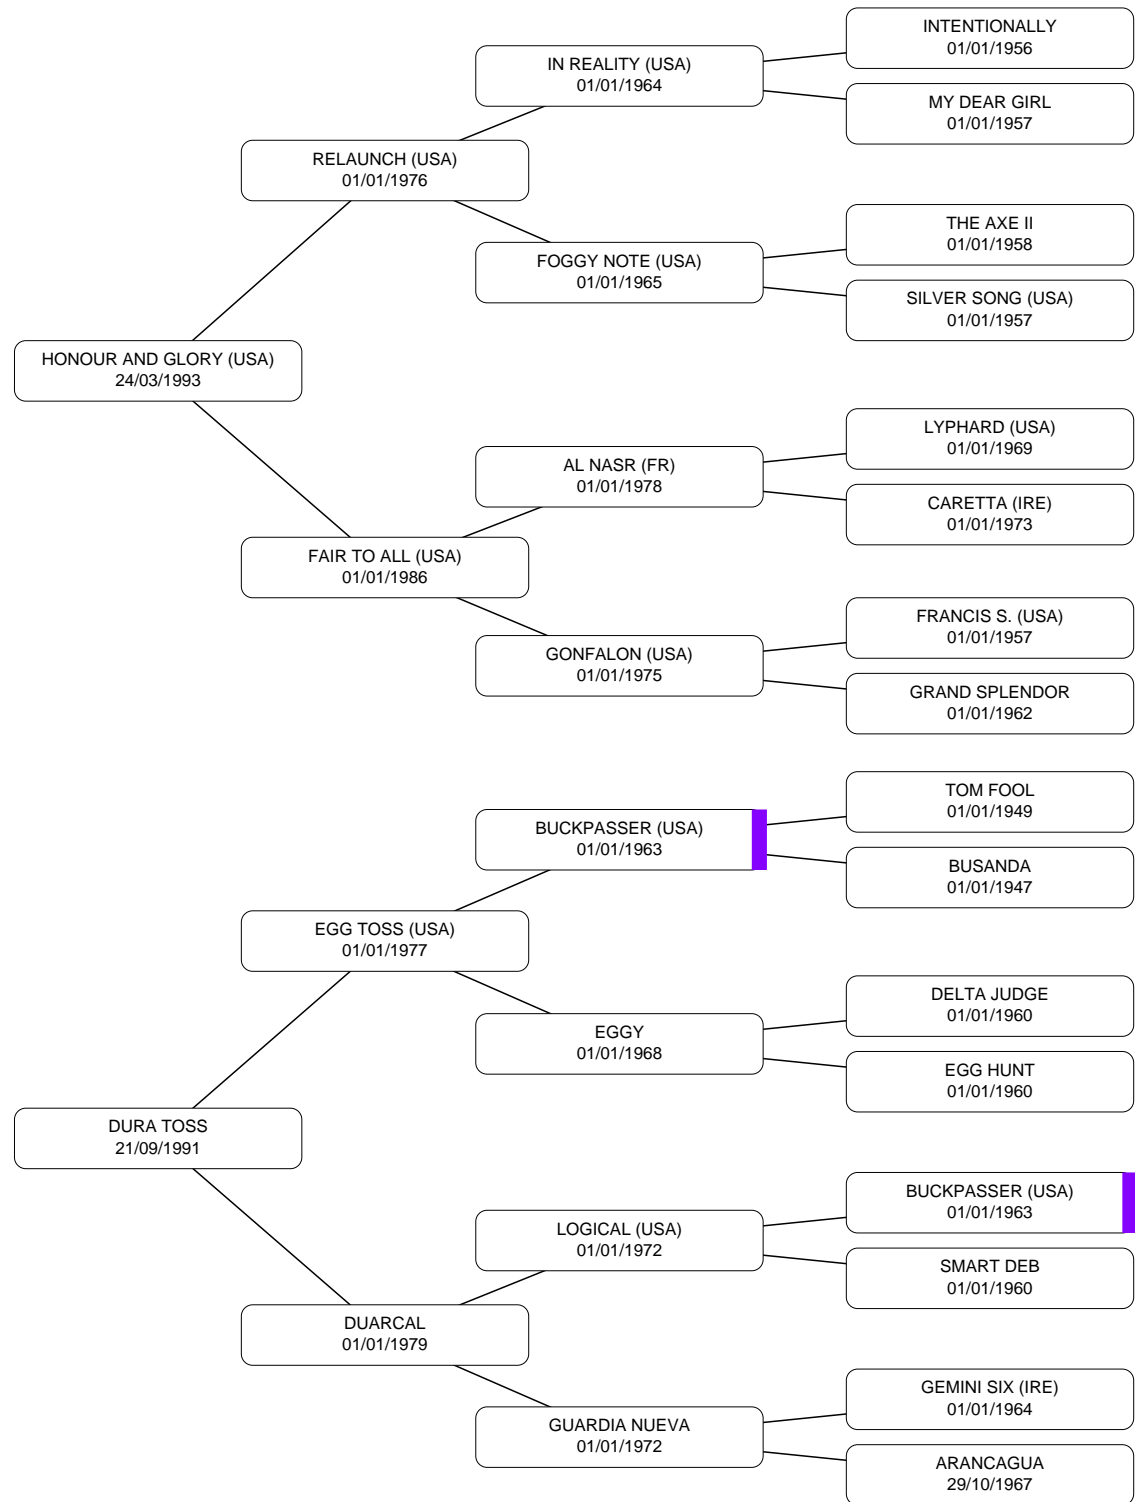 INTENTIONALLY
01/01/1956
IN REALITY (USA)
01/01/1964
MY DEAR GIRL
01/01/1957
RELAUNCH (USA)
01/01/1976
THE AXE II
01/01/1958
FOGGY NOTE (USA)
01/01/1965
SILVER SONG (USA)
01/01/1957
HONOUR AND GLORY (USA)
24/03/1993
LYPHARD (USA)
01/01/1969
AL NASR (FR)
01/01/1978
CARETTA (IRE)
01/01/1973
FAIR TO ALL (USA)
01/01/1986
FRANCIS S. (USA)
01/01/1957
GONFALON (USA)
01/01/1975
GRAND SPLENDOR
01/01/1962
TOM FOOL
01/01/1949
BUCKPASSER (USA)
01/01/1963
BUSANDA
01/01/1947
EGG TOSS (USA)
01/01/1977
DELTA JUDGE
01/01/1960
EGGY
01/01/1968
EGG HUNT
01/01/1960
DURA TOSS
21/09/1991
BUCKPASSER (USA)
01/01/1963
LOGICAL (USA)
01/01/1972
SMART DEB
01/01/1960
DUARCAL
01/01/1979
GEMINI SIX (IRE)
01/01/1964
GUARDIA NUEVA
01/01/1972
ARANCAGUA
29/10/1967